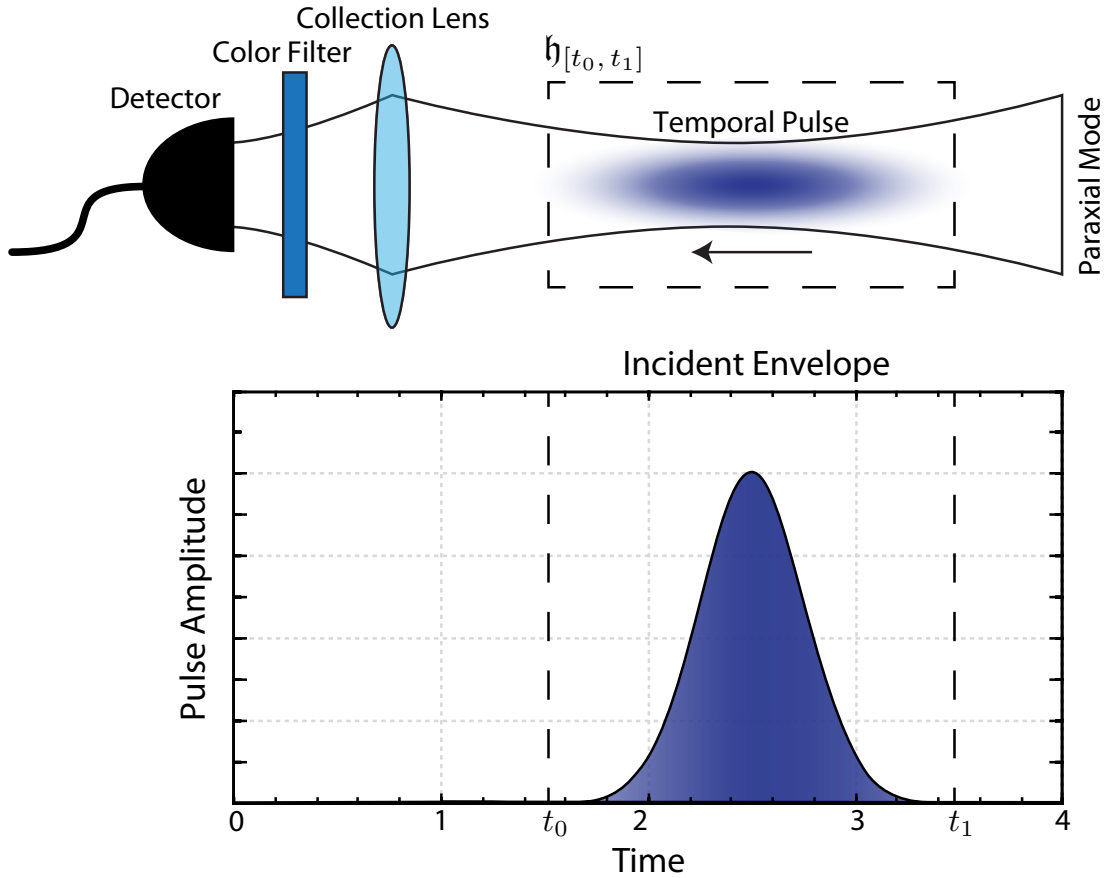 Collection Lens
Color Filter
𝔥[t₀, t₁]
Detector
Temporal Pulse
Paraxial Mode
Incident Envelope
Pulse Amplitude
0 1 t₀ 2 3 t₁ 4
Time